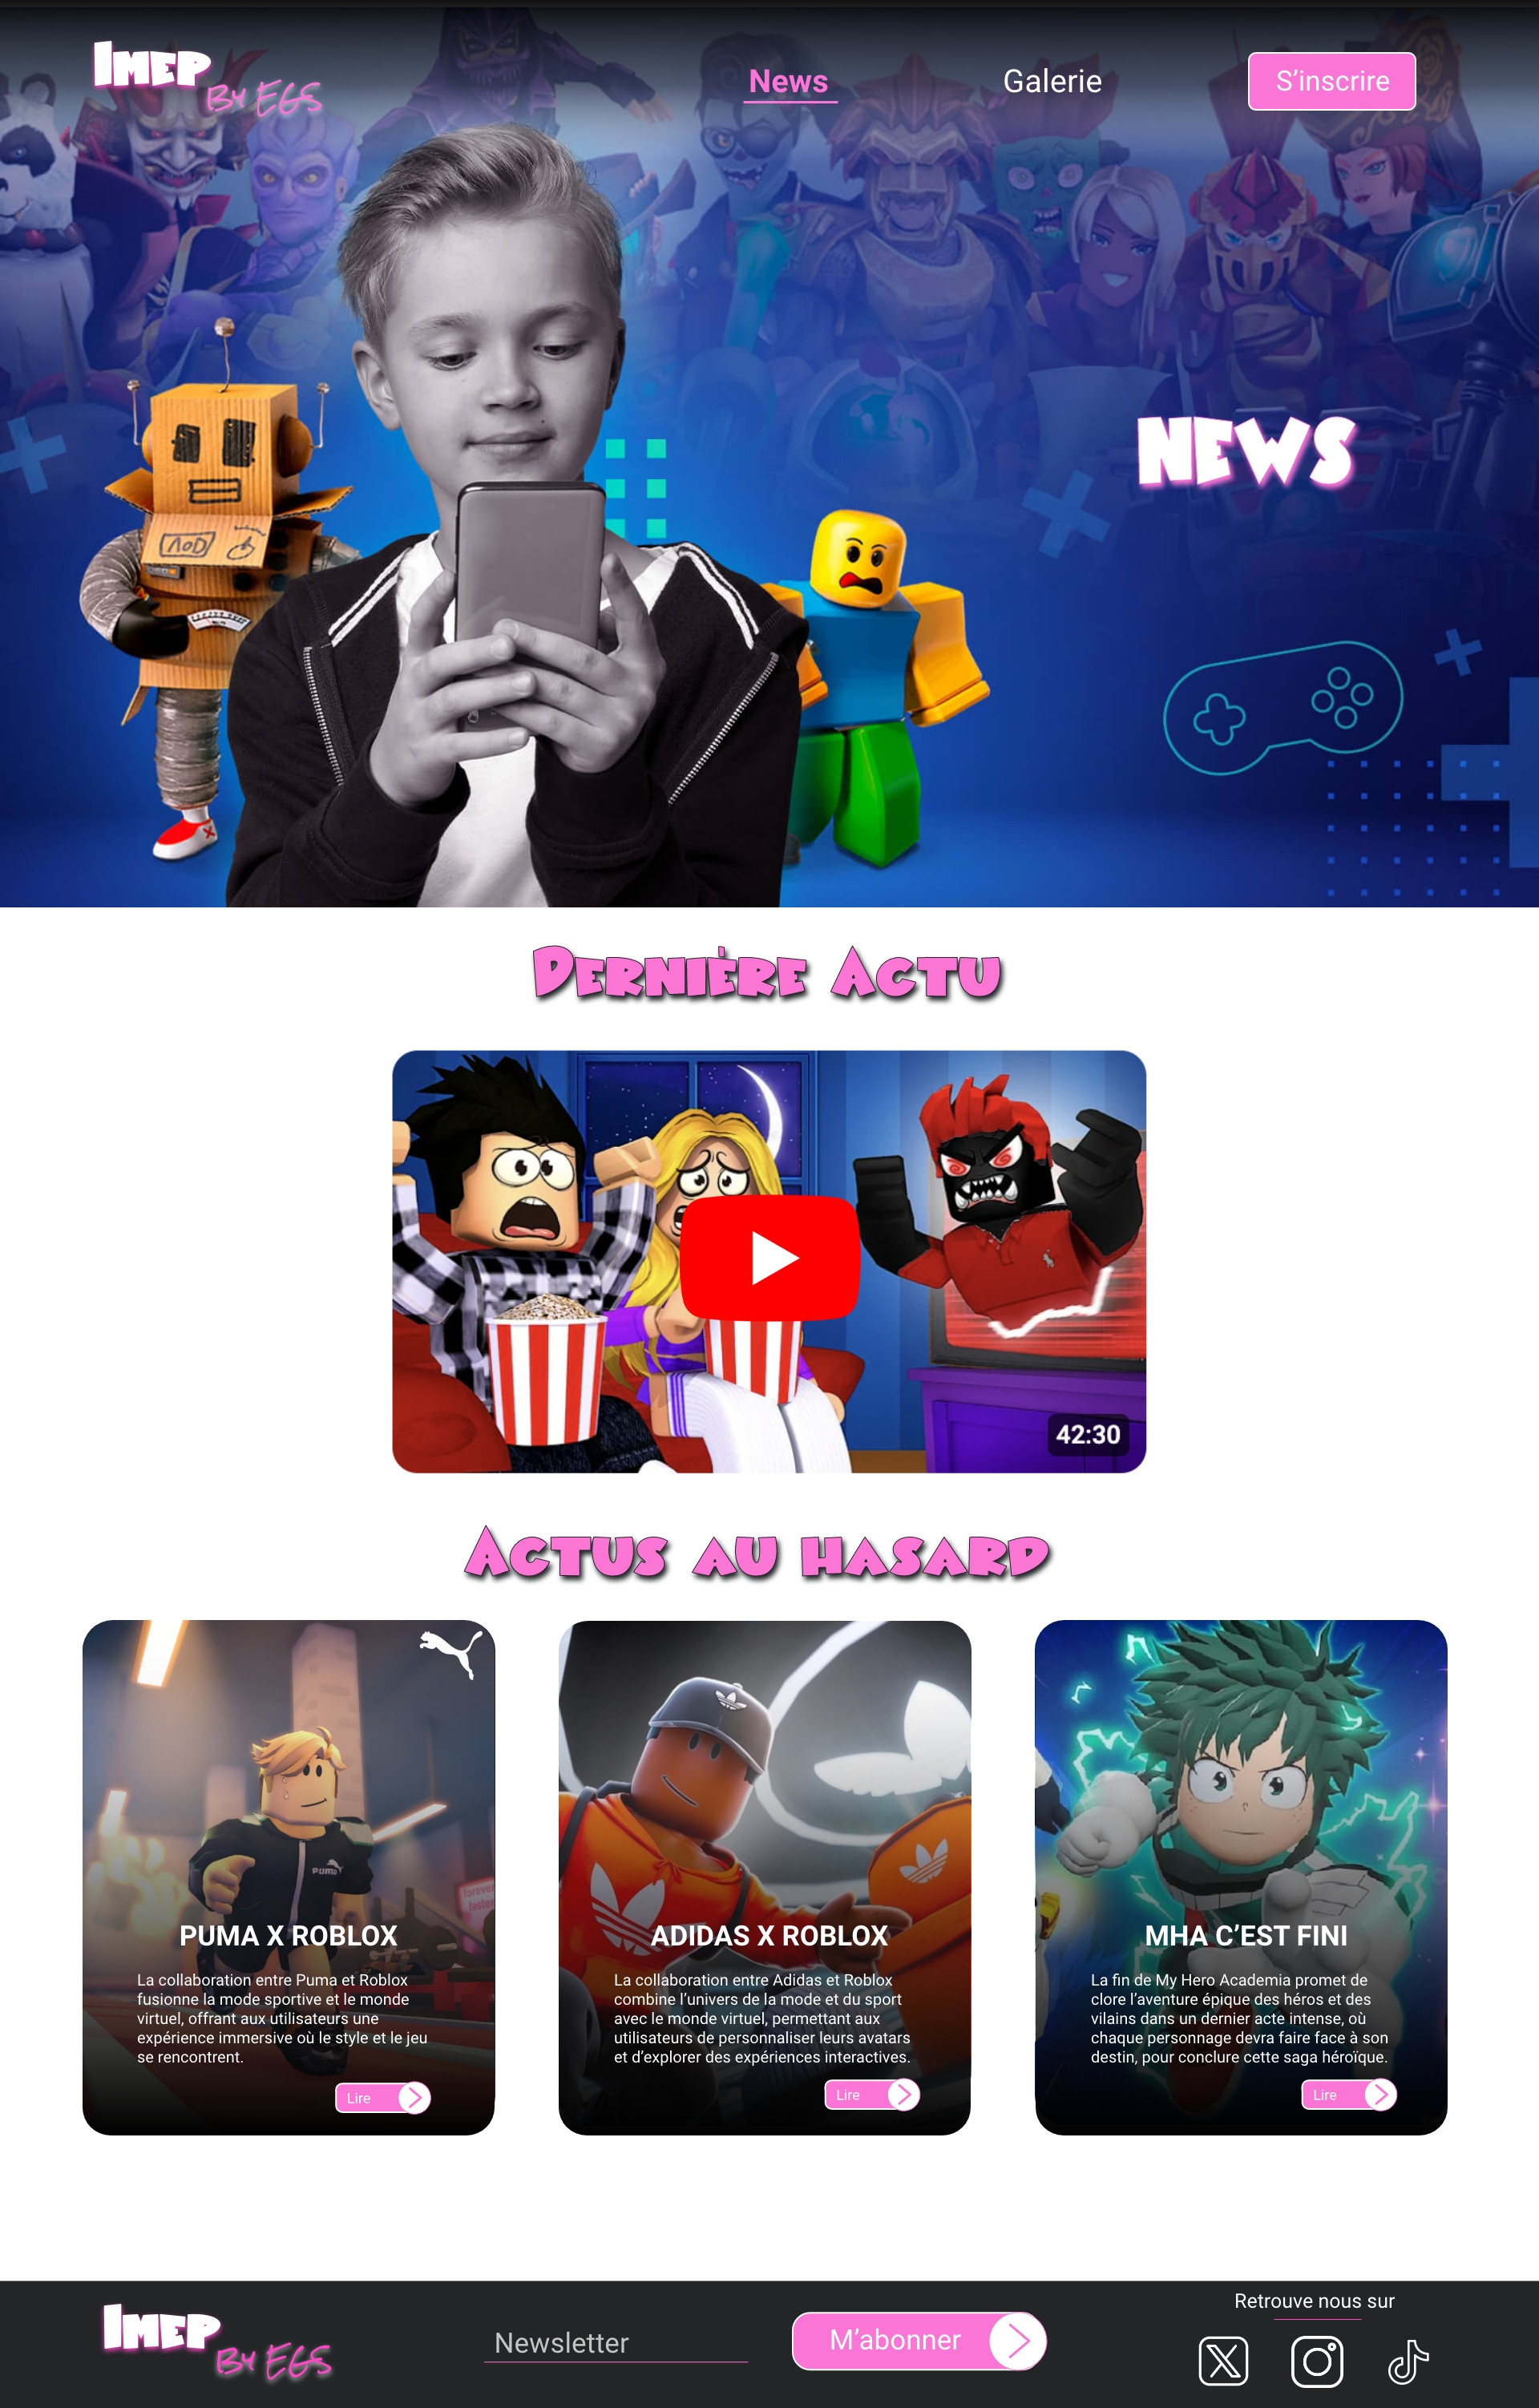 Imep
By EGS
News
Galerie
S’inscrire
NEWS
Dernière Actu
42:30
Actus au hasard
PUMA
forever
faster
PUMA X ROBLOX
La collaboration entre Puma et Roblox
fusionne la mode sportive et le monde
virtuel, offrant aux utilisateurs une
expérience immersive où le style et le jeu
se rencontrent.
Lire
ADIDAS X ROBLOX
La collaboration entre Adidas et Roblox
combine l’univers de la mode et du sport
avec le monde virtuel, permettant aux
utilisateurs de personnaliser leurs avatars
et d’explorer des expériences interactives.
Lire
MHA C’EST FINI
La fin de My Hero Academia promet de
clore l’aventure épique des héros et des
vilains dans un dernier acte intense, où
chaque personnage devra faire face à son
destin, pour conclure cette saga héroïque.
Lire
Imep
By EGS
Newsletter
M’abonner
Retrouve nous sur